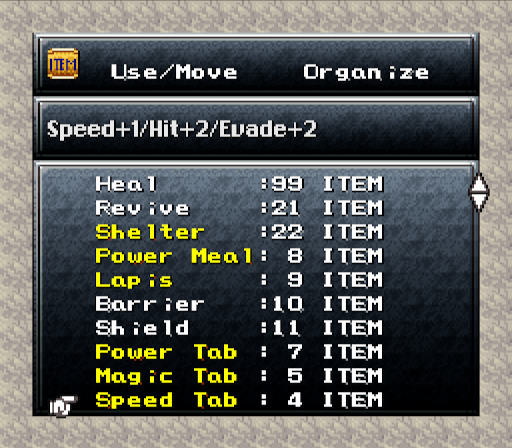 ITEM Use/Move Organize
Speed+1/Hit+2/Evade+2
Heal :99 ITEM
Revive :21 ITEM
Shelter :22 ITEM
Power Meal: 8 ITEM
Lapis : 9 ITEM
Barrier :10 ITEM
Shield :11 ITEM
Power Tab : 7 ITEM
Magic Tab : 5 ITEM
Speed Tab : 4 ITEM